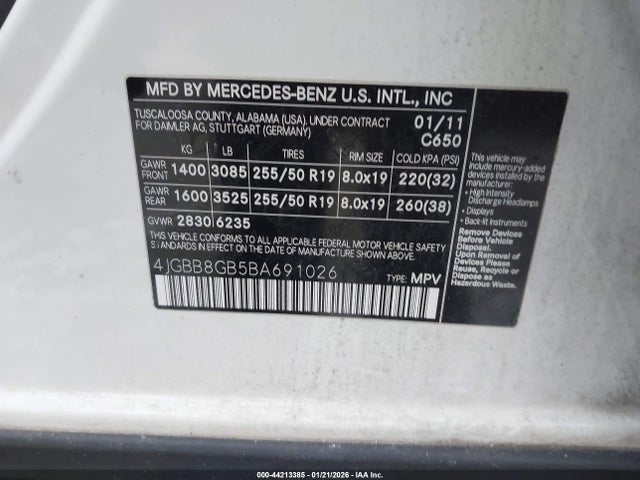 MFD BY MERCEDES-BENZ U.S. INTL., INC
TUSCALOOSA COUNTY, ALABAMA (USA), UNDER CONTRACT
FOR DAIMLER AG, STUTTGART (GERMANY)
01/11
C650
KG LB TIRES RIM SIZE COLD KPA (PSI)
GAWR FRONT 1400 3085 255/50 R19 8.0x19 220(32)
GAWR REAR 1600 3525 255/50 R19 8.0x19 260(38)
GVWR 2830 6235
THIS VEHICLE CONFORMS TO ALL APPLICABLE U.S. FEDERAL MOTOR VEHICLE SAFETY
STANDARDS IN EFFECT ON THE DATE OF MANUFACTURE SHOWN ABOVE.
4JGBB8GB5BA691026
TYPE: MPV
This vehicle may
include mercury-added
devices installed by the
manufacturer:
• High Intensity
Discharge Headlamps
• Displays
• Back-lit Instruments
Remove Devices
Before Vehicle
Disposal.
Upon Removal of
Devices Please
Reuse, Recycle or
Dispose as
Hazardous Waste.
000-44213385 - 01/21/2026 - IAA Inc.